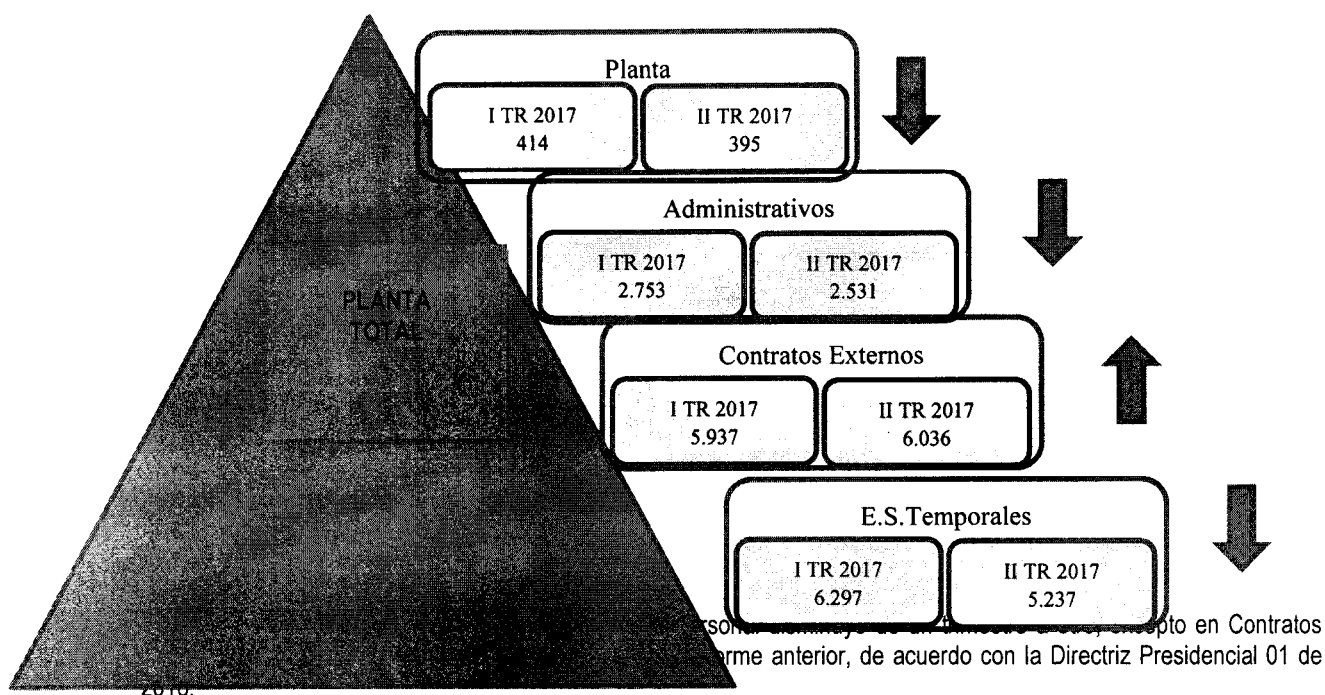 Planta
I TR 2017
414
II TR 2017
395
Administrativos
I TR 2017
2.753
II TR 2017
2.531
PLANTA
TOTAL
Contratos Externos
I TR 2017
5.937
II TR 2017
6.036
E.S.Temporales
I TR 2017
6.297
II TR 2017
5.237
en Contratos
anterior, de acuerdo con la Directriz Presidencial 01 de